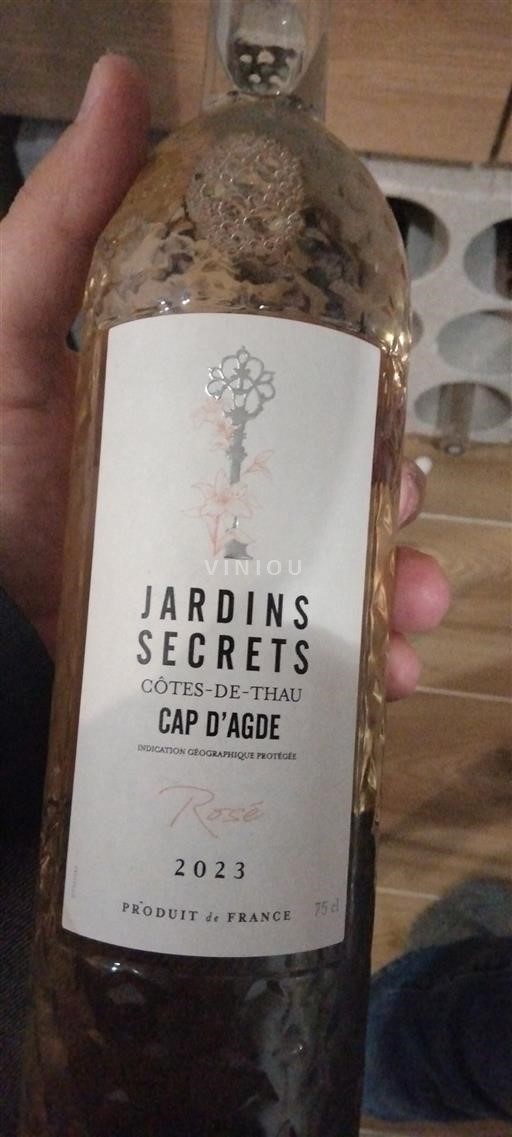 VINIOU
JARDINS
SECRETS
CÔTES-DE-THAU
CAP D'AGDE
INDICATION GÉOGRAPHIQUE PROTÉGÉE
Rosé
2023
PRODUIT de FRANCE 75 cl